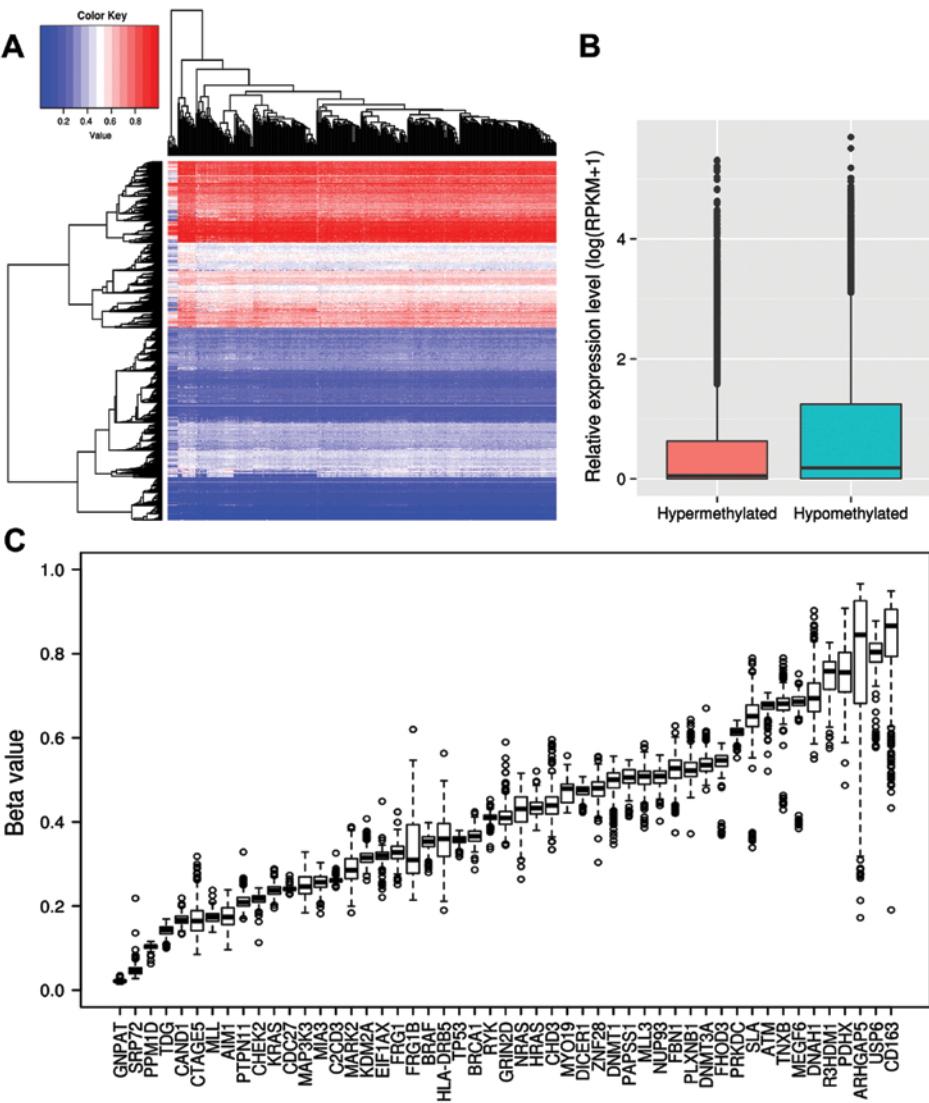 A
Color Key
0.2 0.4 0.6 0.8
Value
B
Relative expression level (log(RPKM+1)
4
2
0
Hypermethylated Hypomethylated
C
Beta value
1.0
0.8
0.6
0.4
0.2
0.0
GNPAT
SRP72
PPM1D
TDG
CAND1
CTAGE5
MLL
AIM1
PTPN11
CHEK2
KRAS
CDC27
MAP3K3
MIA3
C2CD3
MARK2
KDM2A
EIF1AX
FRG1
FRG1B
BRAF
HLA-DRB5
TP53
BRCA1
RYK
GRIN2D
NRAS
HRAS
CHD3
MYO19
DICER1
ZNF28
DNMT1
PAPSS1
MLL3
NUP93
FBN1
PLXNB1
DNMT3A
FHOD3
PRKDC
SLA
ATM
TNXB
MEGF6
DNAH1
R3HDM1
PDHX
ARHGAP5
USP6
CD163